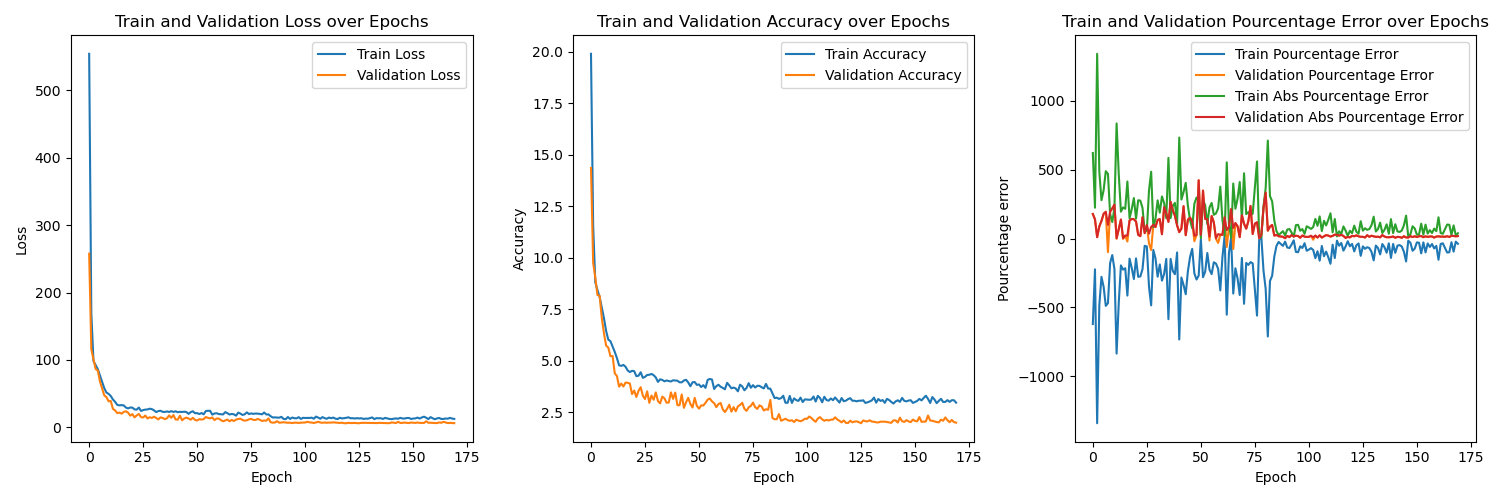 Train and Validation Loss over Epochs
Train Loss
Validation Loss
500
400
300
200
100
0
Loss
0 25 50 75 100 125 150 175
Epoch
Train and Validation Accuracy over Epochs
Train Accuracy
Validation Accuracy
20.0
17.5
15.0
12.5
10.0
7.5
5.0
2.5
Accuracy
0 25 50 75 100 125 150 175
Epoch
Train and Validation Pourcentage Error over Epochs
Train Pourcentage Error
Validation Pourcentage Error
Train Abs Pourcentage Error
Validation Abs Pourcentage Error
1000
500
0
−500
−1000
Pourcentage error
0 25 50 75 100 125 150 175
Epoch